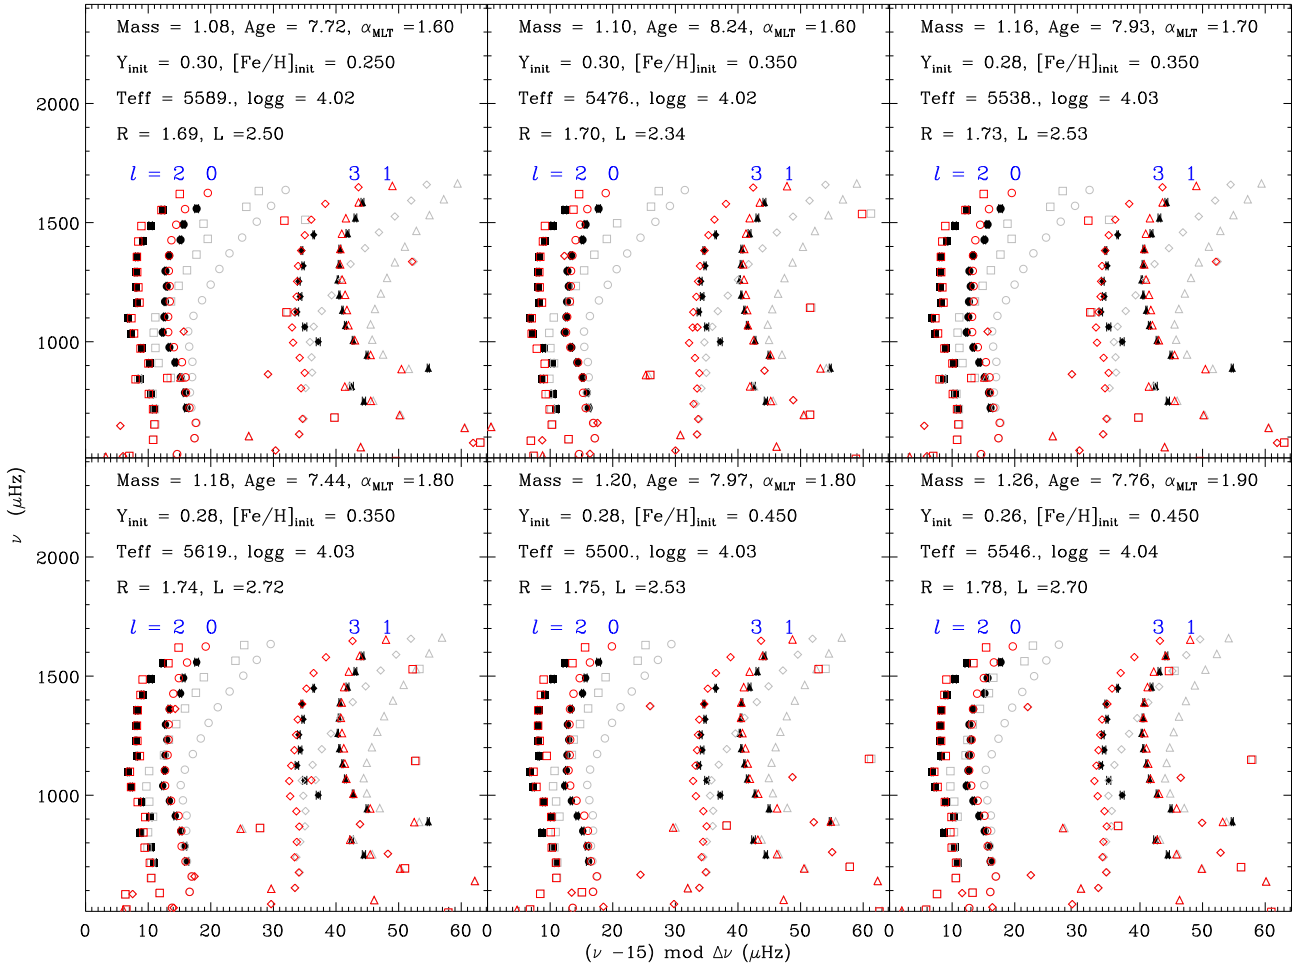 Mass = 1.08, Age = 7.72, αMLT =1.60
Yinit = 0.30, [Fe/H]init = 0.250
Teff = 5589., logg = 4.02
R = 1.69, L =2.50
l = 2 0 3 1
Mass = 1.10, Age = 8.24, αMLT =1.60
Yinit = 0.30, [Fe/H]init = 0.350
Teff = 5476., logg = 4.02
R = 1.70, L =2.34
l = 2 0 3 1
Mass = 1.16, Age = 7.93, αMLT =1.70
Yinit = 0.28, [Fe/H]init = 0.350
Teff = 5538., logg = 4.03
R = 1.73, L =2.53
l = 2 0 3 1
2000
1500
1000
Mass = 1.18, Age = 7.44, αMLT =1.80
Yinit = 0.28, [Fe/H]init = 0.350
Teff = 5619., logg = 4.03
R = 1.74, L =2.72
l = 2 0 3 1
Mass = 1.20, Age = 7.97, αMLT =1.80
Yinit = 0.28, [Fe/H]init = 0.450
Teff = 5500., logg = 4.03
R = 1.75, L =2.53
l = 2 0 3 1
Mass = 1.26, Age = 7.76, αMLT =1.90
Yinit = 0.26, [Fe/H]init = 0.450
Teff = 5546., logg = 4.04
R = 1.78, L =2.70
l = 2 0 3 1
2000
1500
1000
ν (μHz)
0 10 20 30 40 50 60 0 10 20 30 40 50 60 0 10 20 30 40 50 60
(ν −15) mod Δν (μHz)